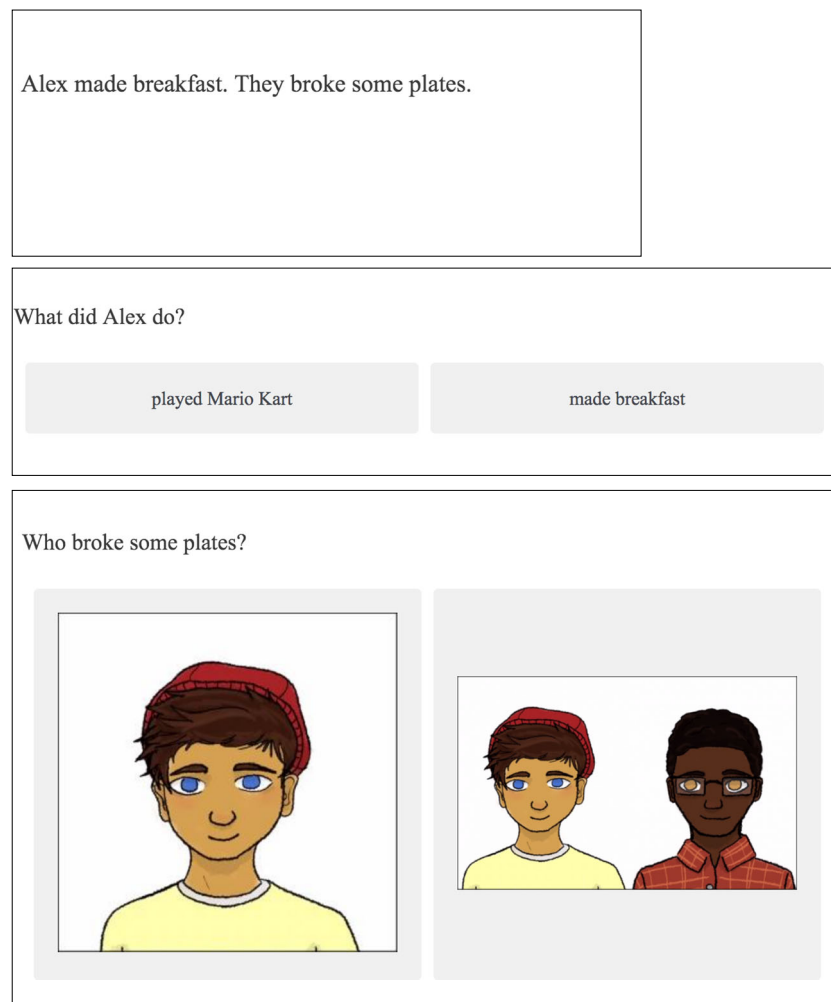 Alex made breakfast. They broke some plates.
What did Alex do?
played Mario Kart made breakfast
Who broke some plates?